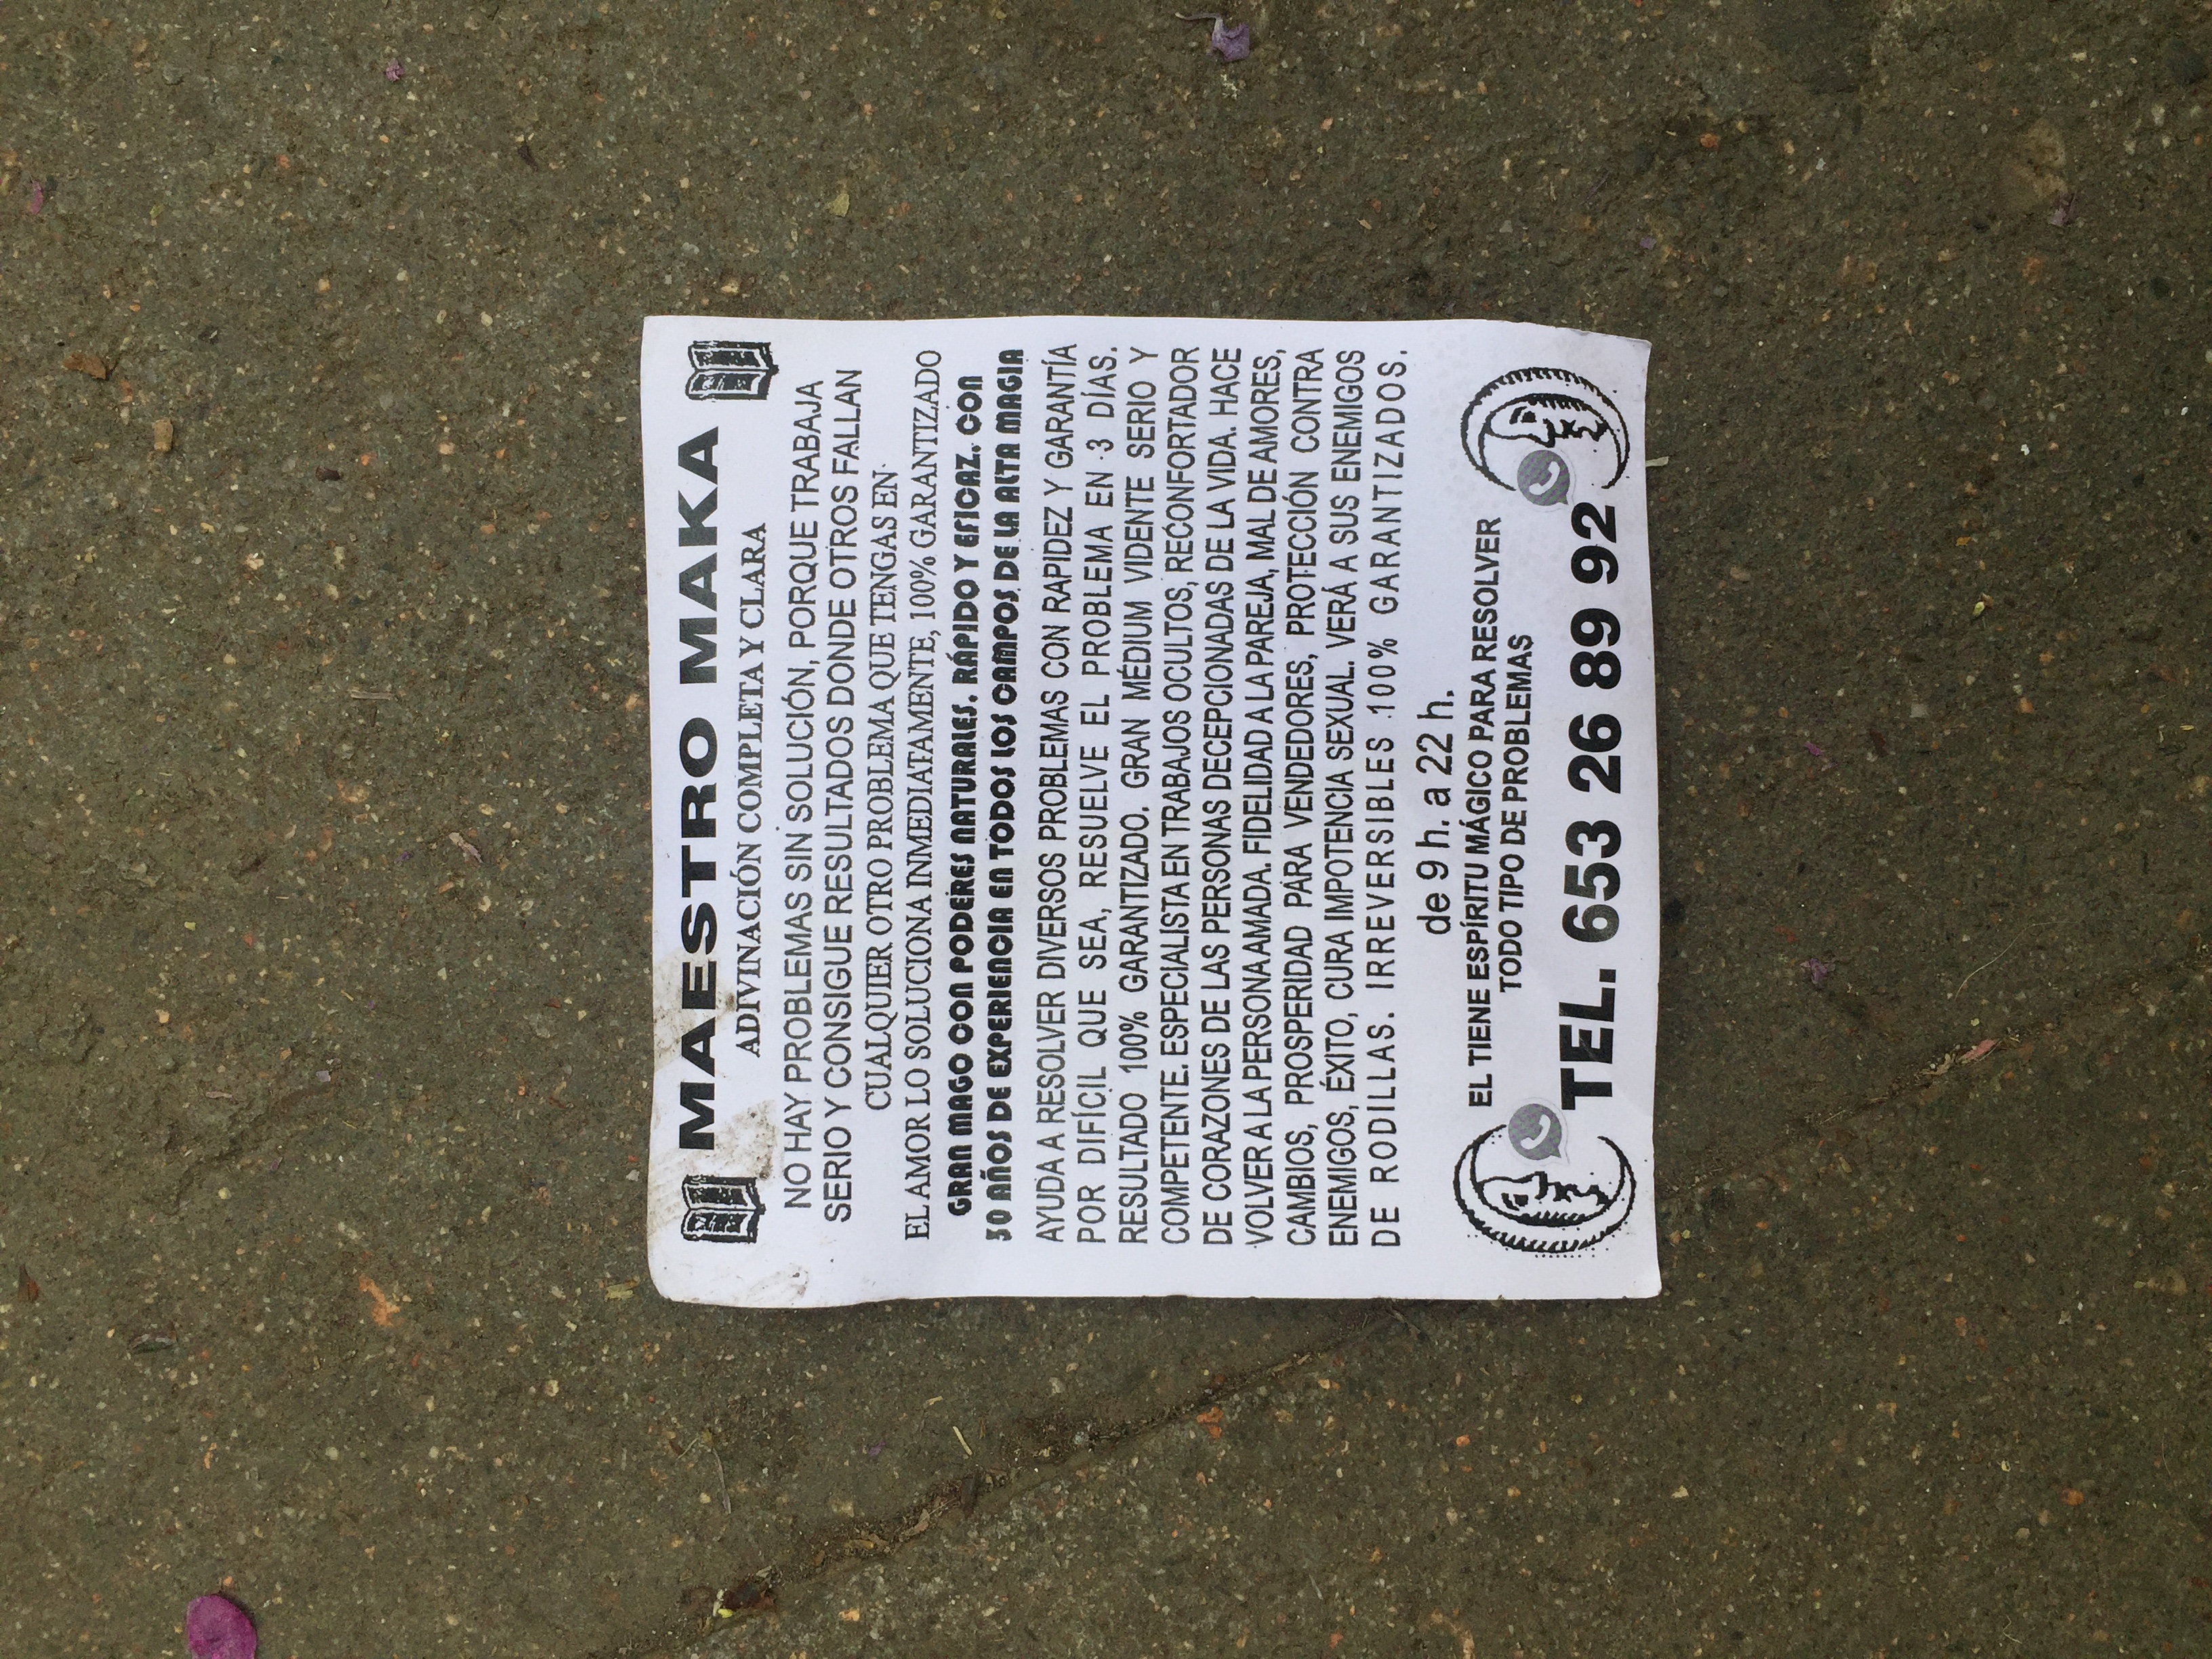 MAESTRO MAKA
ADIVINACIÓN COMPLETA Y CLARA
NO HAY PROBLEMAS SIN SOLUCIÓN, PORQUE TRABAJA
SERIO Y CONSIGUE RESULTADOS DONDE OTROS FALLAN
CUALQUIER OTRO PROBLEMA QUE TENGAS EN
EL AMOR LO SOLUCIONA INMEDIATAMENTE, 100% GARANTIZADO
GRAN MAGO CON PODERES NATURALES. RÁPIDO Y EFICAZ. CON
30 AÑOS DE EXPERIENCIA EN TODOS LOS CAMPOS DE LA ALTA MAGIA
AYUDA A RESOLVER DIVERSOS PROBLEMAS CON RAPIDEZ Y GARANTÍA
POR DIFÍCIL QUE SEA, RESUELVE EL PROBLEMA EN 3 DÍAS.
RESULTADO 100% GARANTIZADO. GRAN MÉDIUM VIDENTE SERIO Y
COMPETENTE. ESPECIALISTA EN TRABAJOS OCULTOS, RECONFORTADOR
DE CORAZONES DE LAS PERSONAS DECEPCIONADAS DE LA VIDA. HACE
VOLVER A LA PERSONA AMADA. FIDELIDAD A LA PAREJA, MAL DE AMORES,
CAMBIOS, PROSPERIDAD PARA VENDEDORES, PROTECCIÓN CONTRA
ENEMIGOS, ÉXITO, CURA IMPOTENCIA SEXUAL. VERÁ A SUS ENEMIGOS
DE RODILLAS. IRREVERSIBLES 100% GARANTIZADOS.
de 9 h. a 22 h.
EL TIENE ESPÍRITU MÁGICO PARA RESOLVER
TODO TIPO DE PROBLEMAS
TEL. 653 26 89 92